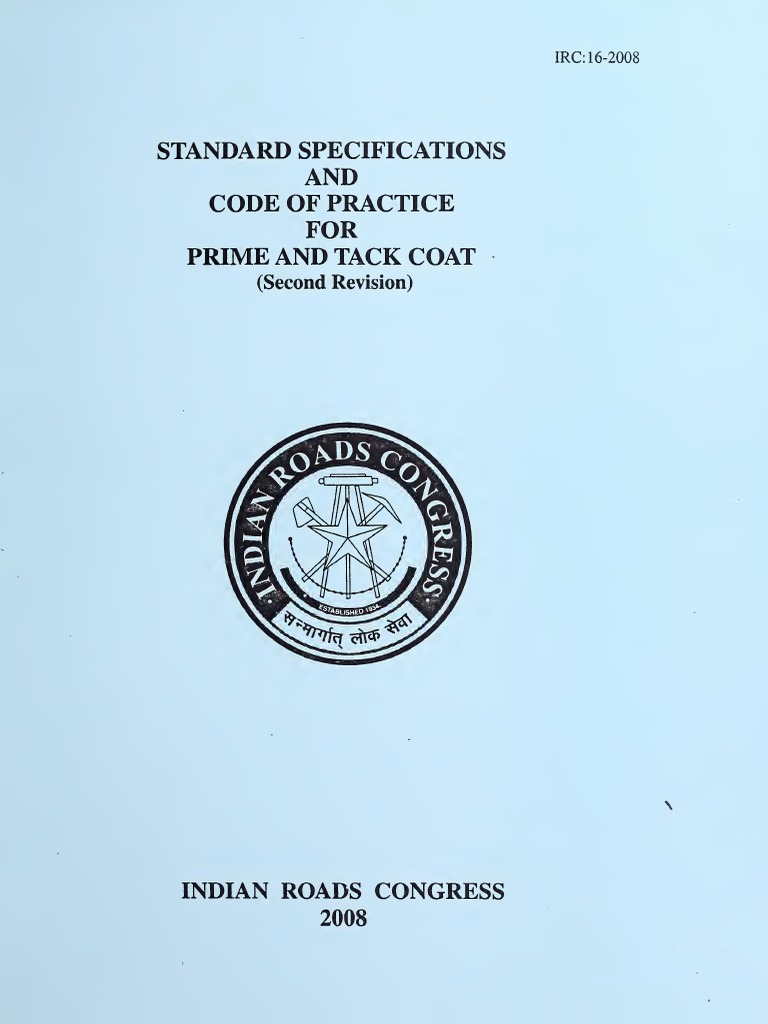 IRC:16-2008
STANDARD SPECIFICATIONS
AND
CODE OF PRACTICE
FOR
PRIME AND TACK COAT
(Second Revision)
INDIAN ROADS CONGRESS
ESTABLISHED 1934
सन्मार्गात् लोक सेवा
INDIAN ROADS CONGRESS
2008